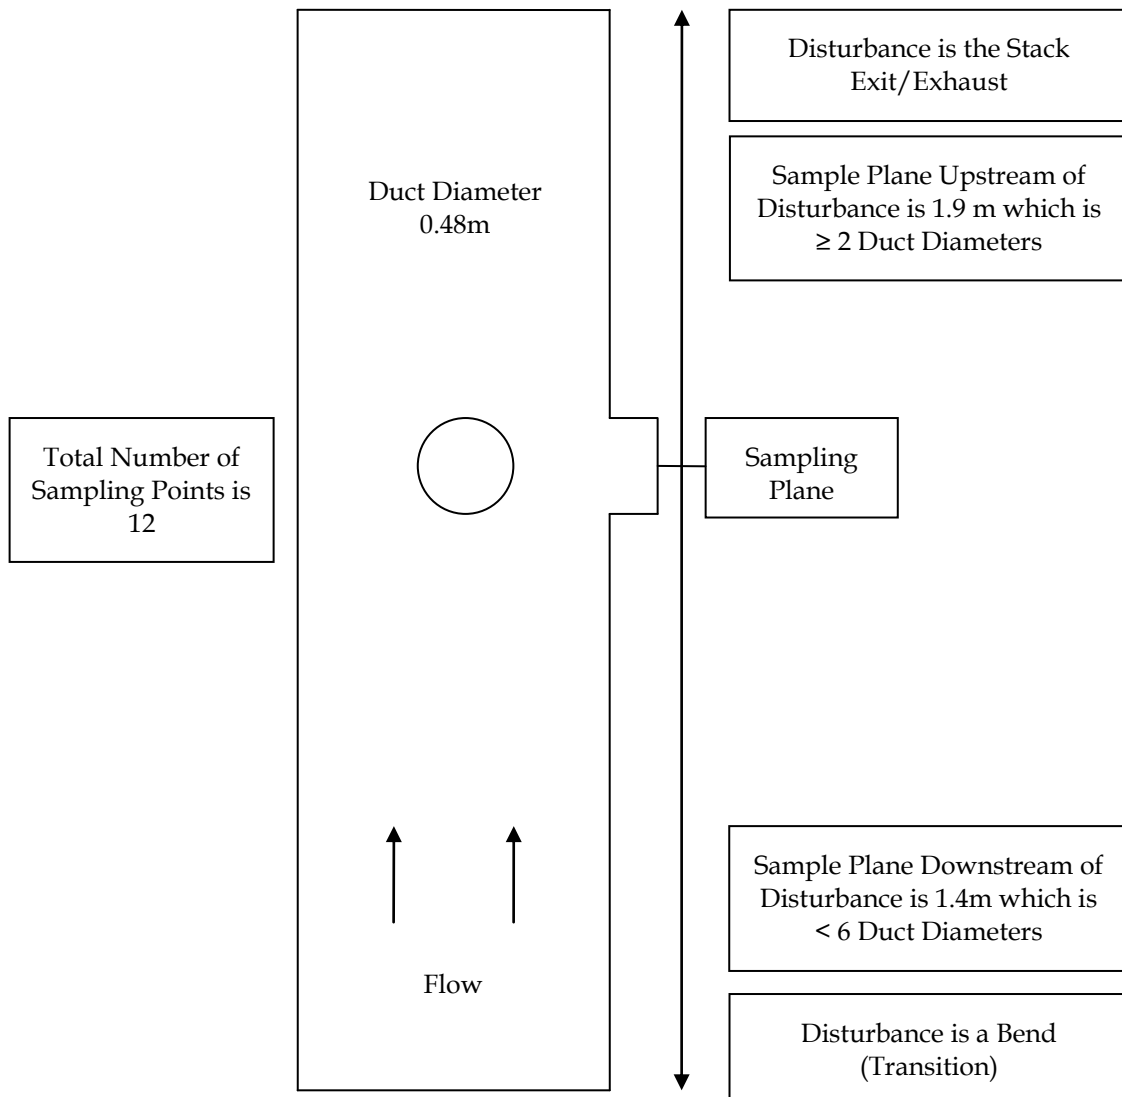 Disturbance is the Stack
Exit/Exhaust
Duct Diameter
0.48m
Sample Plane Upstream of
Disturbance is 1.9 m which is
≥ 2 Duct Diameters
Total Number of
Sampling Points is
12
Sampling
Plane
Sample Plane Downstream of
Disturbance is 1.4m which is
< 6 Duct Diameters
Flow
Disturbance is a Bend
(Transition)